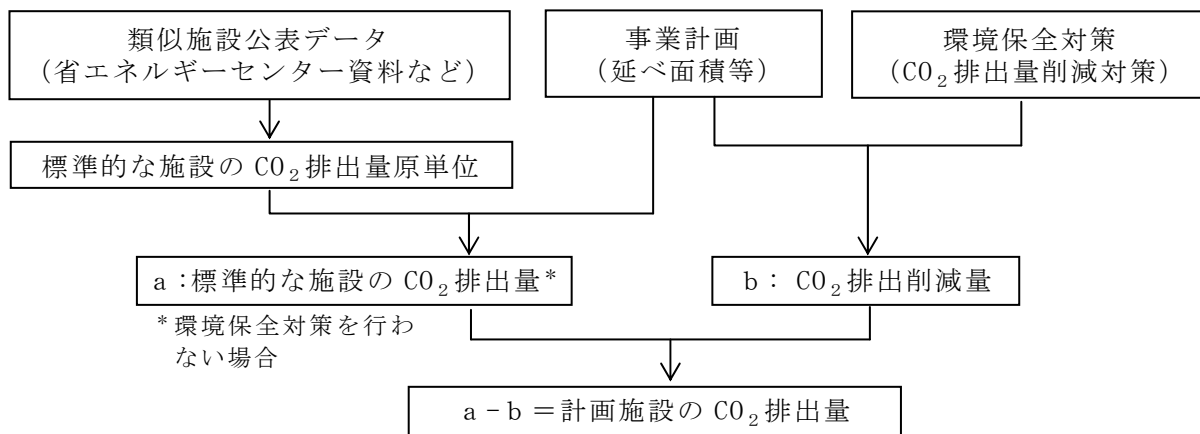 類似施設公表データ
（省エネルギーセンター資料など）
事業計画
（延べ面積等）
環境保全対策
（CO₂排出量削減対策）
標準的な施設の CO₂排出量原単位
a：標準的な施設の CO₂排出量*
b： CO₂排出削減量
*環境保全対策を行わ
ない場合
a－b＝計画施設の CO₂排出量